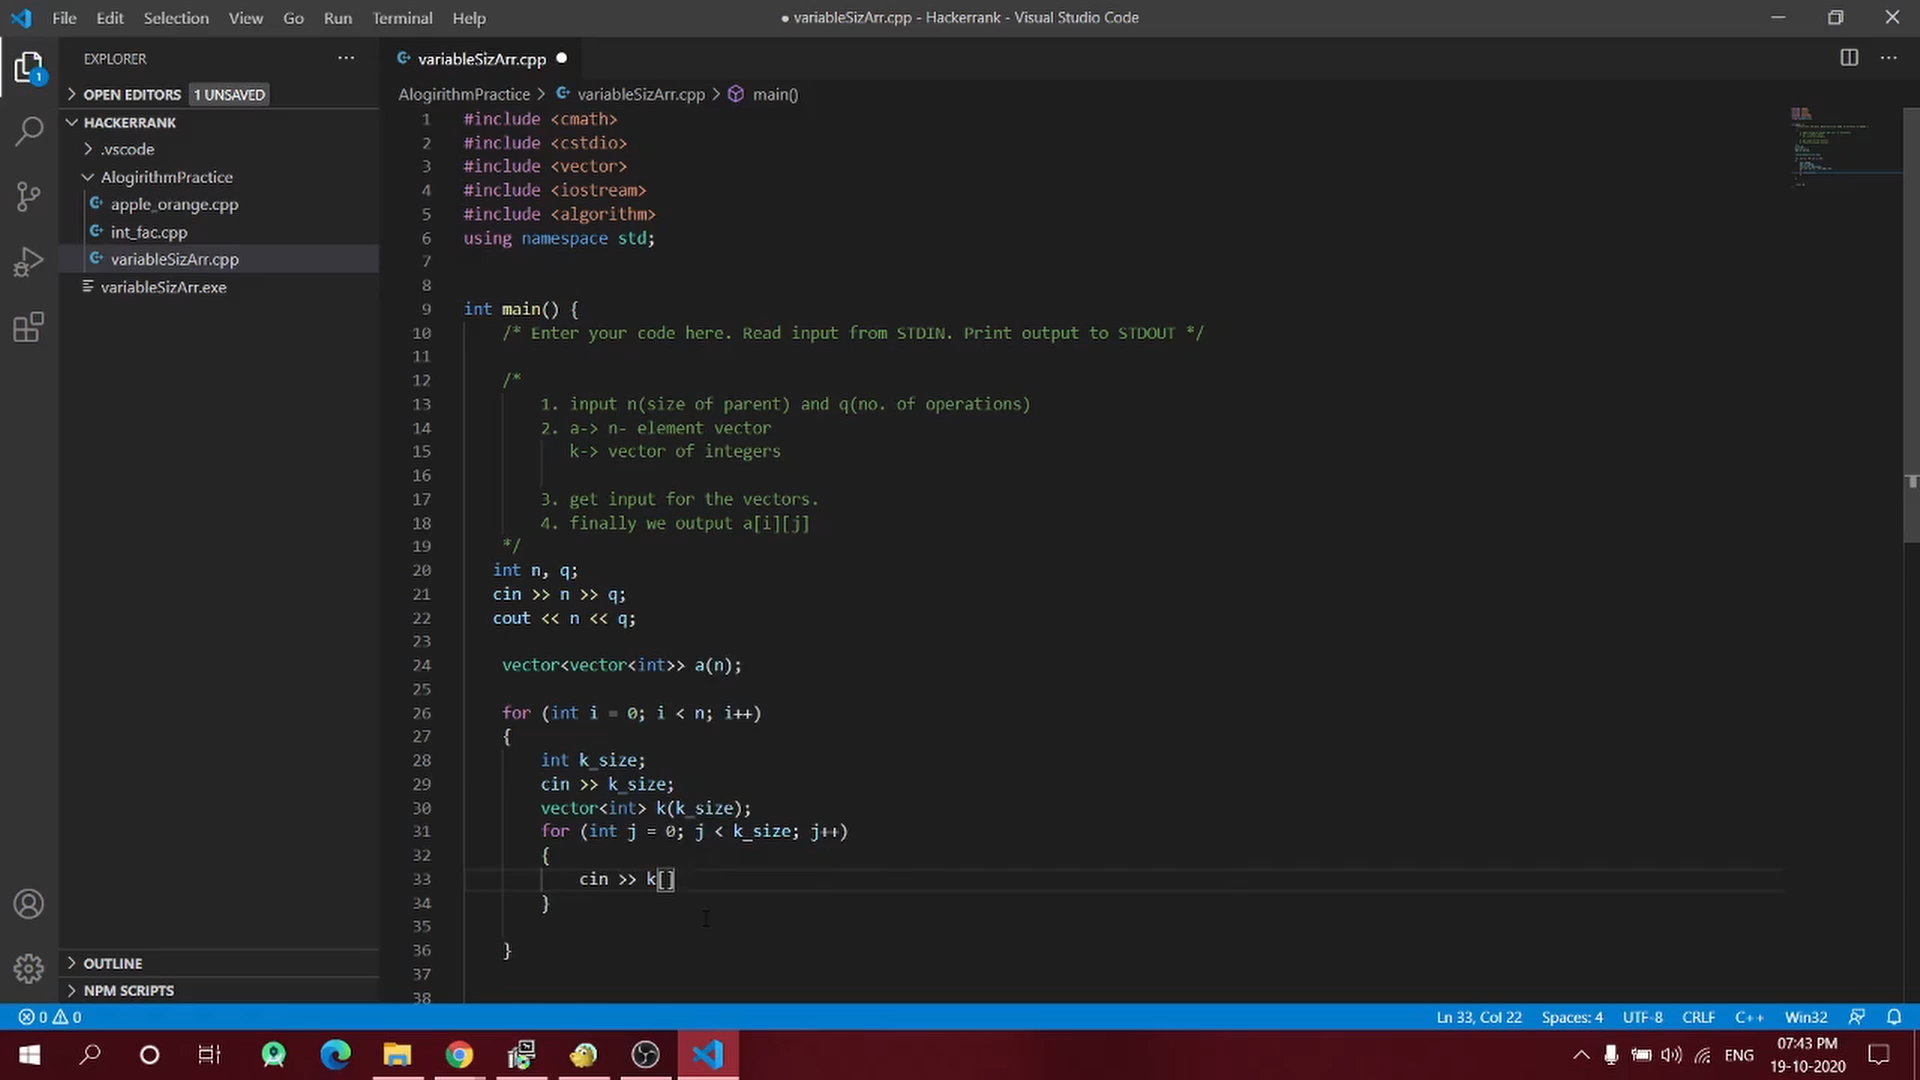 File Edit Selection View Go Run Terminal Help
● variableSizArr.cpp - Hackerrank - Visual Studio Code
EXPLORER
variableSizArr.cpp
OPEN EDITORS 1 UNSAVED
AlogirithmPractice > variableSizArr.cpp > main()
HACKERRANK
.vscode
AlogirithmPractice
apple_orange.cpp
int_fac.cpp
variableSizArr.cpp
variableSizArr.exe
1
1 #include <cmath>
2 #include <cstdio>
3 #include <vector>
4 #include <iostream>
5 #include <algorithm>
6 using namespace std;
7
8
9 int main() {
10 /* Enter your code here. Read input from STDIN. Print output to STDOUT */
11
12 /*
13 1. input n(size of parent) and q(no. of operations)
14 2. a-> n- element vector
15 k-> vector of integers
16
17 3. get input for the vectors.
18 4. finally we output a[i][j]
19 */
20 int n, q;
21 cin >> n >> q;
22 cout << n << q;
23
24 vector<vector<int>> a(n);
25
26 for (int i = 0; i < n; i++)
27 {
28 int k_size;
29 cin >> k_size;
30 vector<int> k(k_size);
31 for (int j = 0; j < k_size; j++)
32 {
33 cin >> k[]
34 }
35
36 }
37
38
OUTLINE
NPM SCRIPTS
0 0
Ln 33, Col 22 Spaces: 4 UTF-8 CRLF C++ Win32
ENG
07:43 PM
19-10-2020